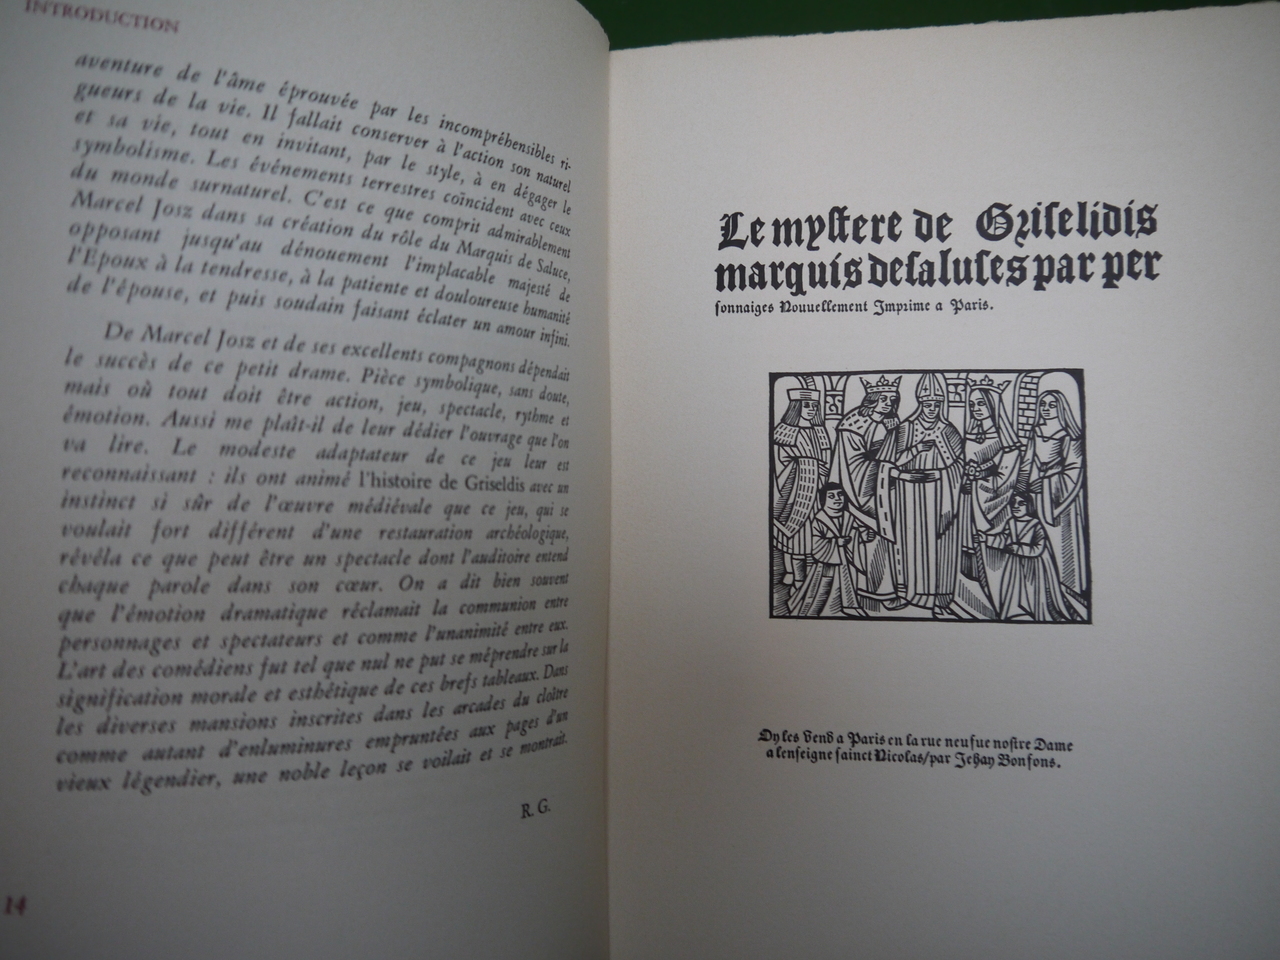 INTRODUCTION
aventure de l'âme éprouvée par les incompréhensibles ri-
gueurs de la vie. Il fallait conserver à l'action son naturel
et sa vie, tout en invitant, par le style, à en dégager le
symbolisme. Les événements terrestres coïncident avec ceux
du monde surnaturel. C'est ce que comprit admirablement
Marcel Josz dans sa création du rôle du Marquis de Saluce,
opposant jusqu'au dénouement l'implacable majesté de
l'Epoux à la tendresse, à la patiente et douloureuse humanité
de l'épouse, et puis soudain faisant éclater un amour infini.
De Marcel Josz et de ses excellents compagnons dépendait
le succès de ce petit drame. Pièce symbolique, sans doute,
mais où tout doit être action, jeu, spectacle, rythme et
émotion. Aussi me plaît-il de leur dédier l'ouvrage que l'on
va lire. Le modeste adaptateur de ce jeu leur est
reconnaissant : ils ont animé l'histoire de Griseldis avec un
instinct si sûr de l'œuvre médiévale que ce jeu, qui se
voulait fort différent d'une restauration archéologique,
révéla ce que peut être un spectacle dont l'auditoire entend
chaque parole dans son cœur. On a dit bien souvent
que l'émotion dramatique réclamait la communion entre
personnages et spectateurs et comme l'unanimité entre eux.
L'art des comédiens fut tel que nul ne put se méprendre sur la
signification morale et esthétique de ces brefs tableaux. Dans
les diverses mansions inscrites dans les arcades du cloître
comme autant d'enluminures empruntées aux pages d'un
vieux légendier, une noble leçon se voilait et se montrait.
R. G.
14
Le mystere de Griselidis
marquis desaluses par per
sonnaiges Nouuellement Imprime a Paris.
On les vend a Paris en la rue neufue nostre Dame
a lenseigne sainct Nicolas/par Jehan Bonfons.